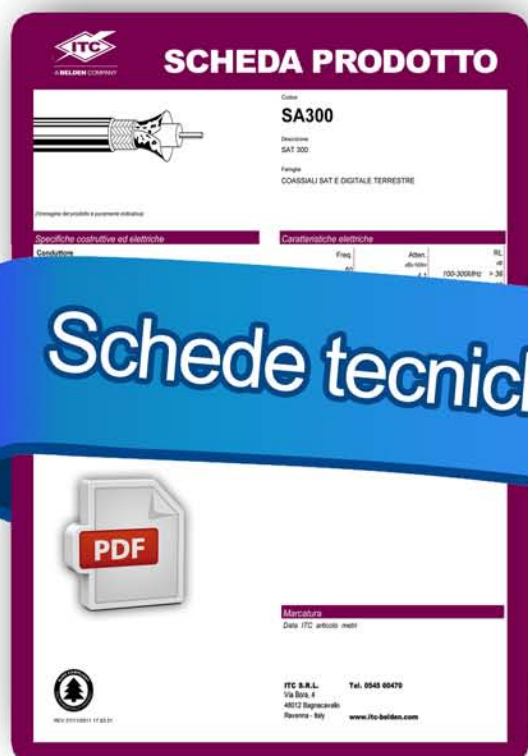 ITC
A BELDEN COMPANY
SCHEDA PRODOTTO
Codice
SA300
Descrizione
SAT 300
Famiglia
COASSIALI SAT E DIGITALE TERRESTRE
(l'immagine del prodotto è puramente indicativa)
Specifiche costruttive ed elettriche
Caratteristiche elettriche
Conduttore
Freq.
Atten.
RL
100-300MHz > 36
Schede tecnich
PDF
Marcatura
Data ITC articolo metri
ITC S.R.L.
Tel. 0545 60470
Via Bora, 4
48012 Bagnacavallo
Ravenna - Italy
www.itc-belden.com